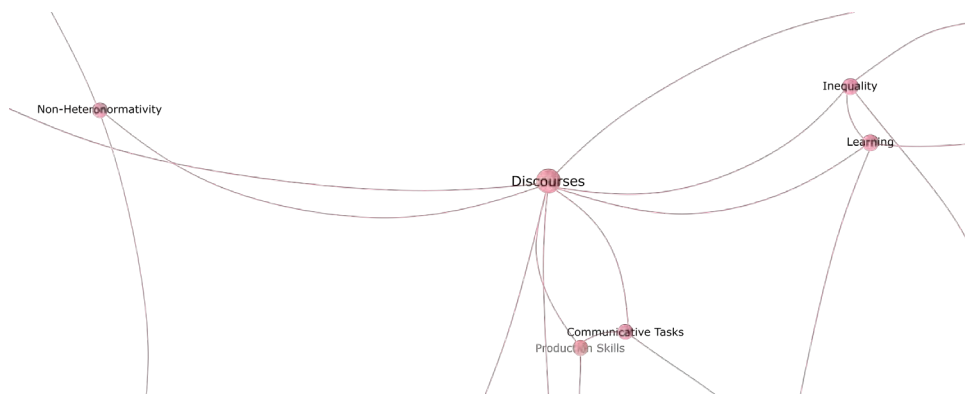 Inequality
Non-Heteronormativity
Learning
Discourses
Communicative Tasks
Production Skills